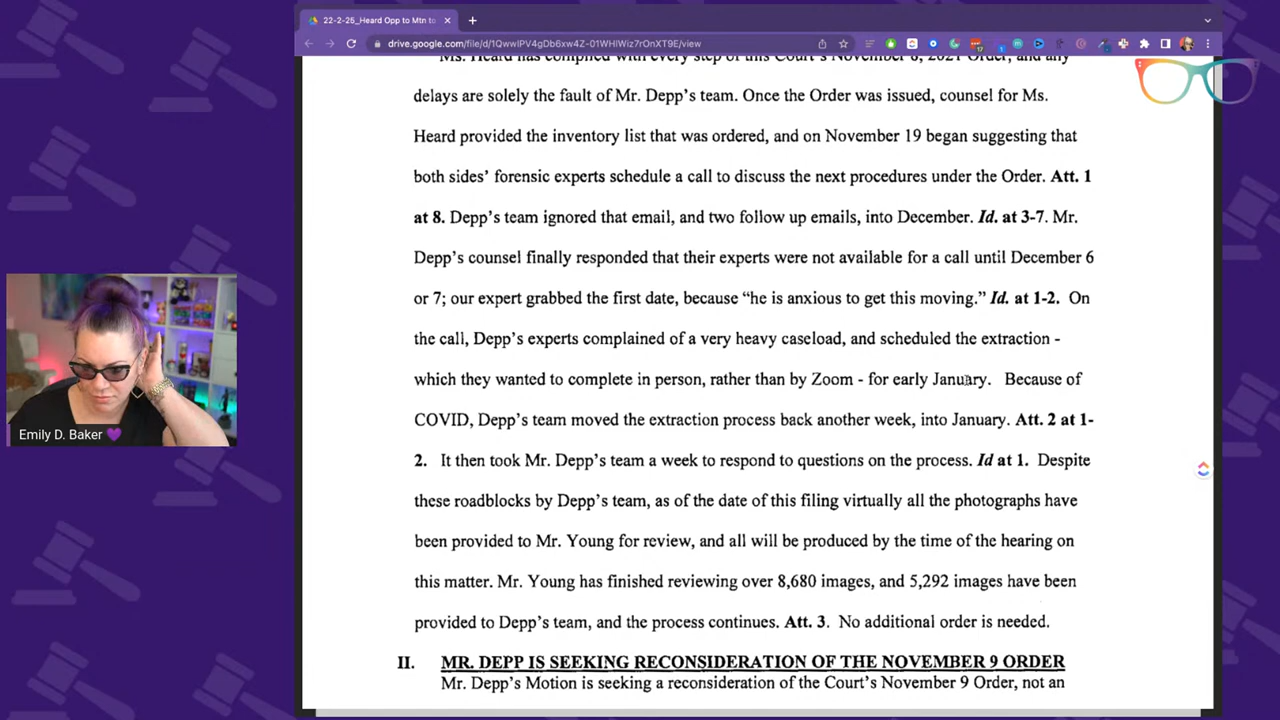 22-2-25_Heard Opp to Mtn to
drive.google.com/file/d/1QwwlPV4gDb6xw4Z-01WHlWiz7rOnXT9E/view
Ms. Heard has complied with every step of this Court's November 8, 2021 Order, and any
delays are solely the fault of Mr. Depp's team. Once the Order was issued, counsel for Ms.
Heard provided the inventory list that was ordered, and on November 19 began suggesting that
both sides' forensic experts schedule a call to discuss the next procedures under the Order. Att. 1
at 8. Depp's team ignored that email, and two follow up emails, into December. Id. at 3-7. Mr.
Depp's counsel finally responded that their experts were not available for a call until December 6
or 7; our expert grabbed the first date, because "he is anxious to get this moving." Id. at 1-2. On
the call, Depp's experts complained of a very heavy caseload, and scheduled the extraction -
which they wanted to complete in person, rather than by Zoom - for early January. Because of
COVID, Depp's team moved the extraction process back another week, into January. Att. 2 at 1-
2. It then took Mr. Depp's team a week to respond to questions on the process. Id at 1. Despite
these roadblocks by Depp's team, as of the date of this filing virtually all the photographs have
been provided to Mr. Young for review, and all will be produced by the time of the hearing on
this matter. Mr. Young has finished reviewing over 8,680 images, and 5,292 images have been
provided to Depp's team, and the process continues. Att. 3. No additional order is needed.
II. MR. DEPP IS SEEKING RECONSIDERATION OF THE NOVEMBER 9 ORDER
Mr. Depp's Motion is seeking a reconsideration of the Court's November 9 Order, not an
Emily D. Baker 💜